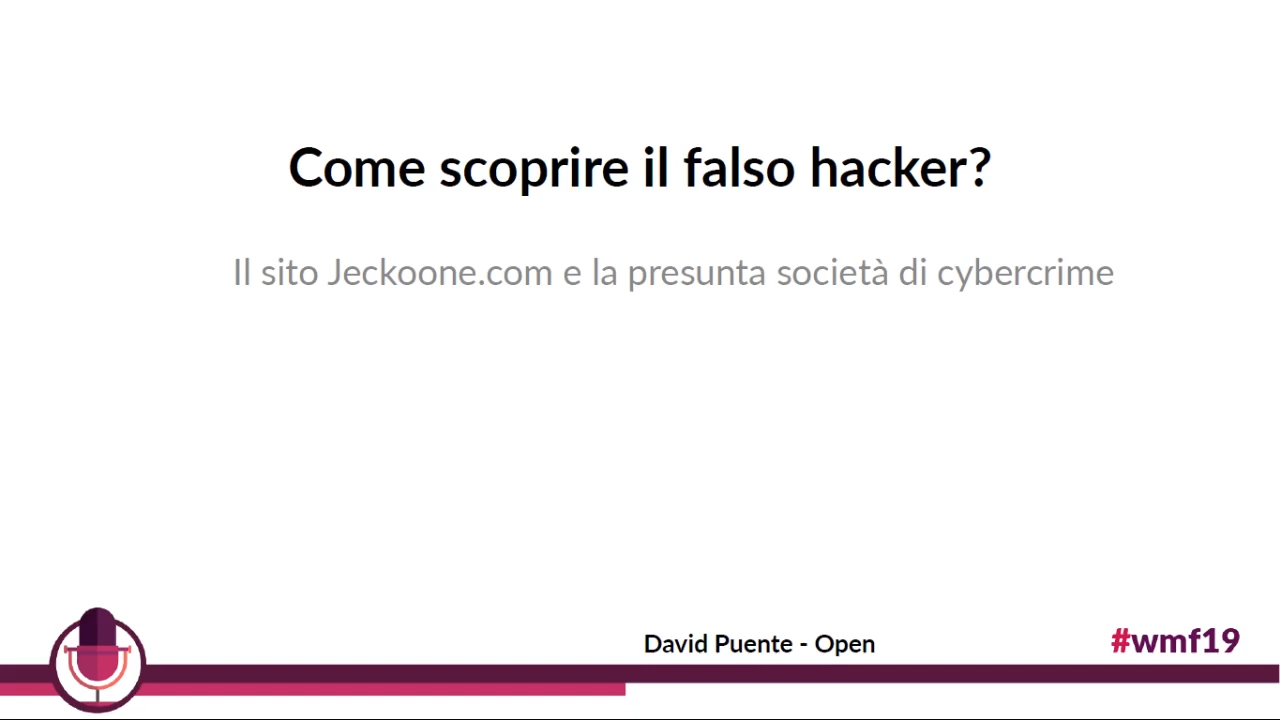 Come scoprire il falso hacker?
Il sito Jeckoone.com e la presunta società di cybercrime
David Puente - Open
#wmf19